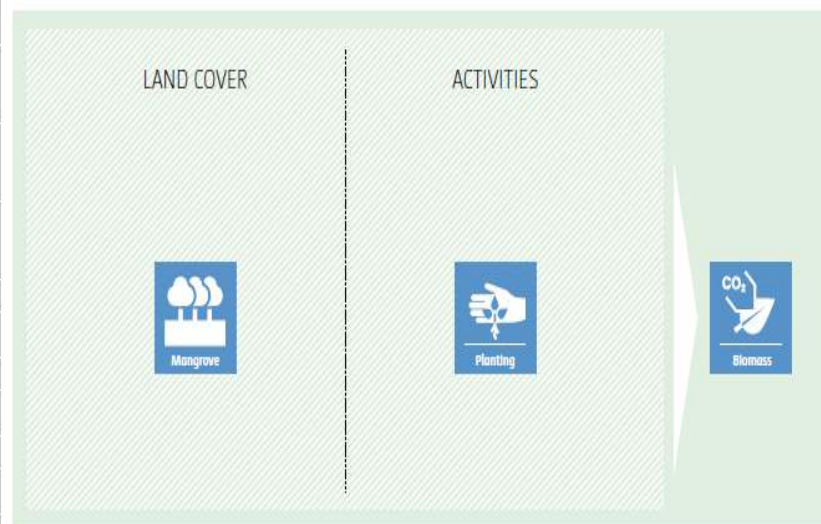 LAND COVER
ACTIVITIES
Mangrove
Planting
CO₂
Biomass